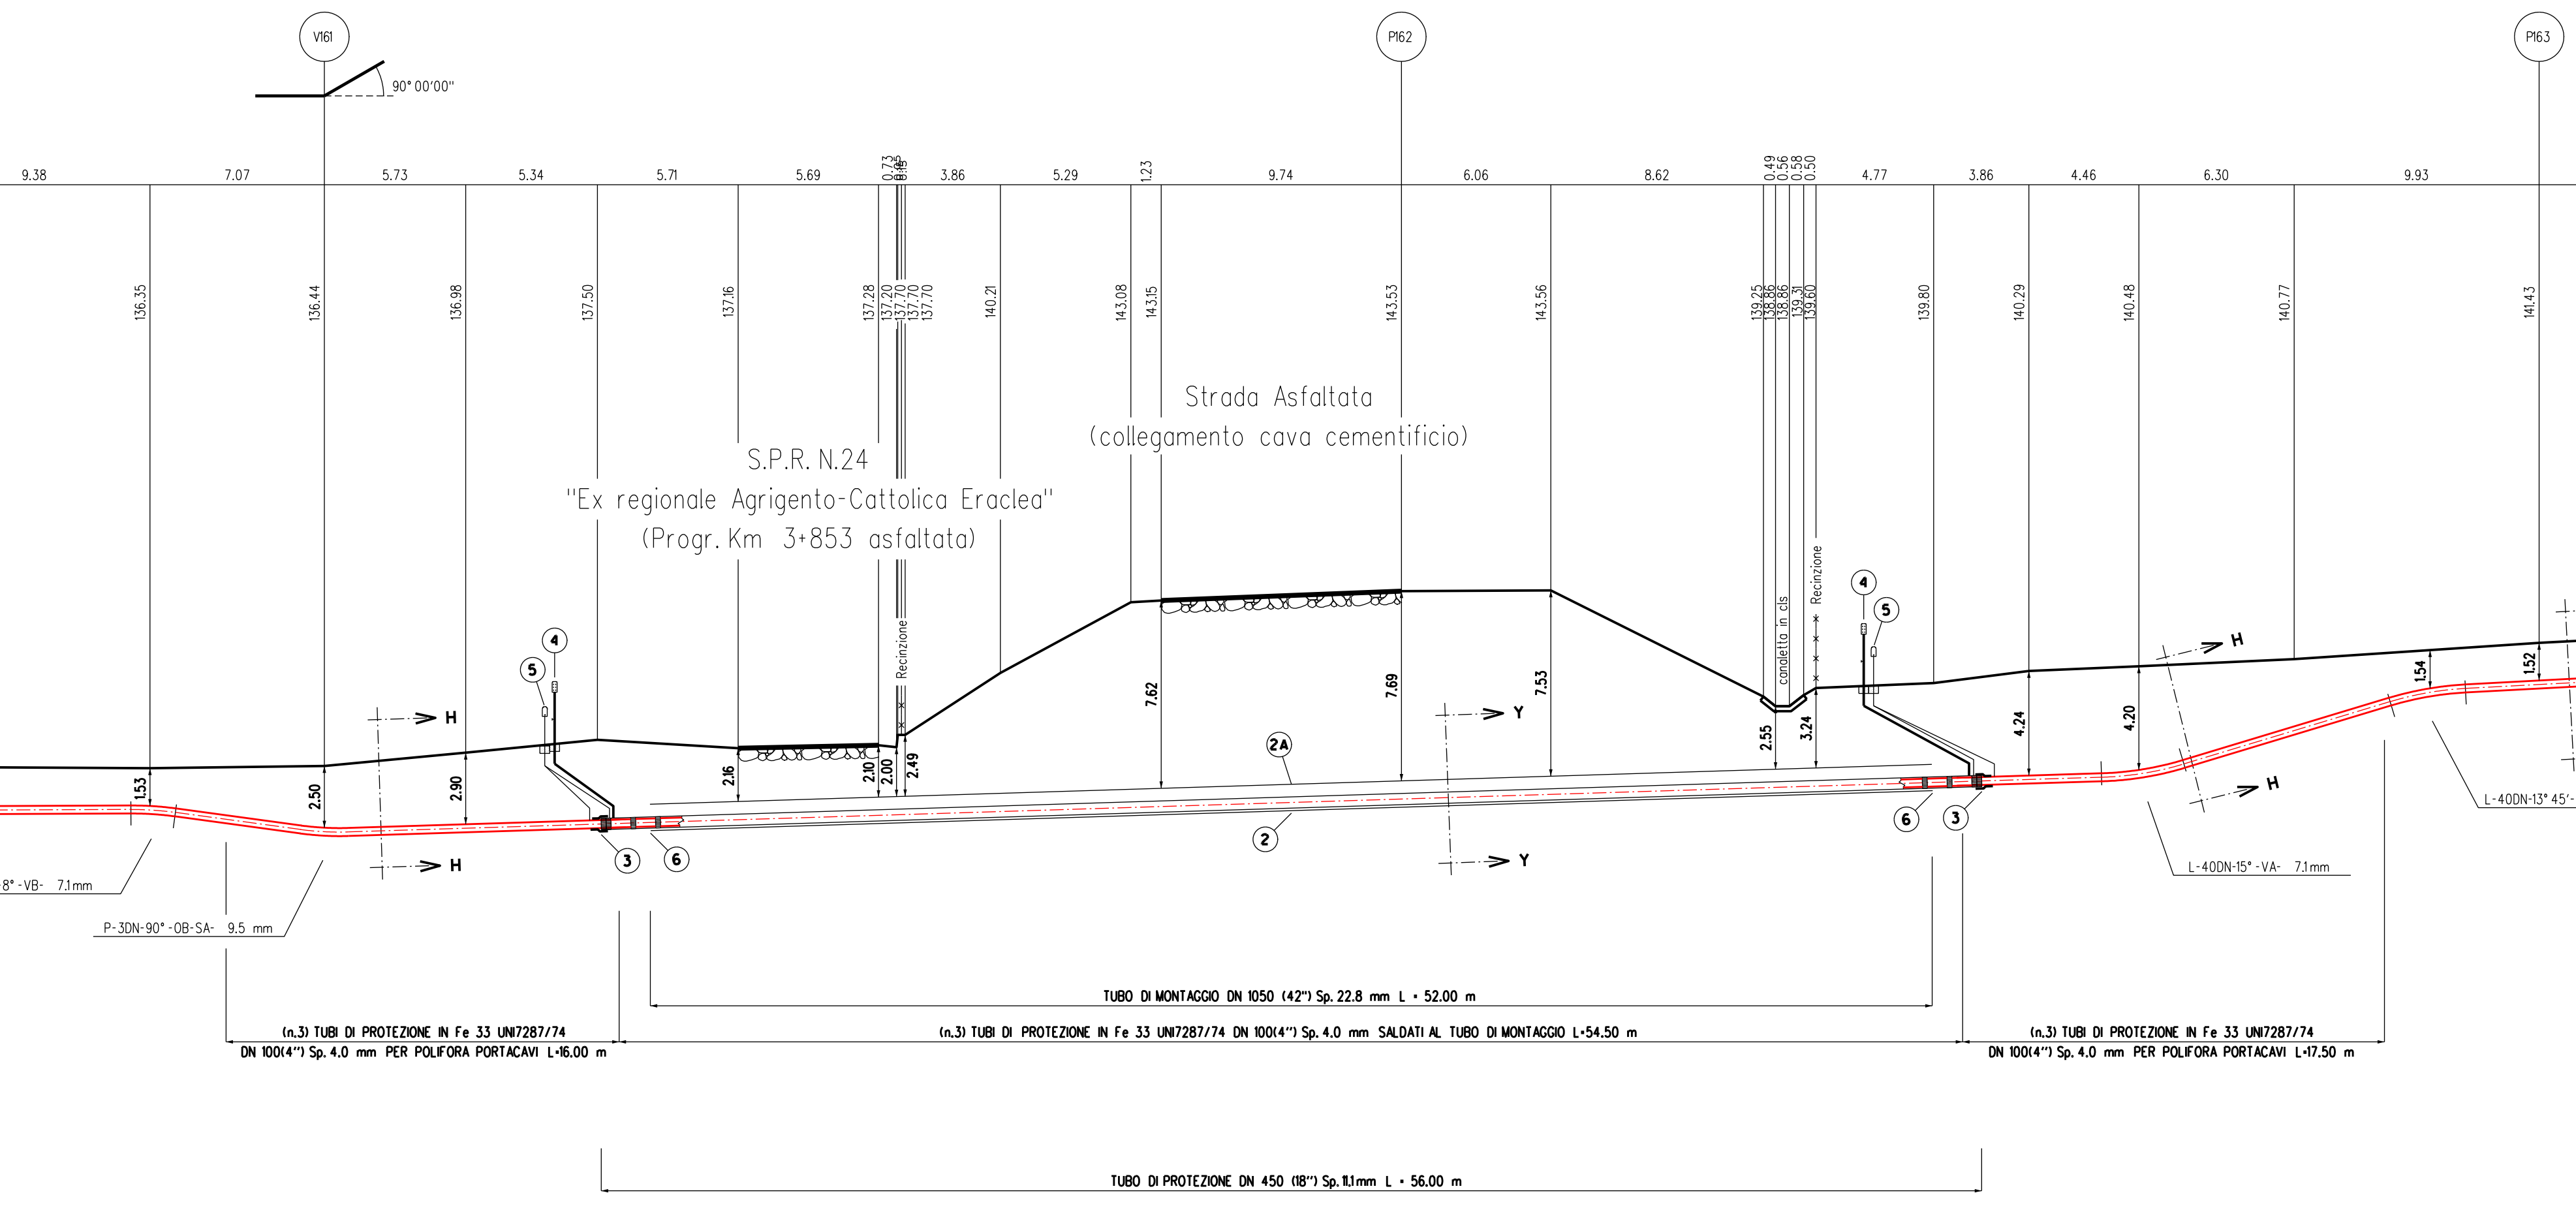 V161
P162
P163
90° 00'00"
9.38 7.07 5.73 5.34 5.71 5.69 0.73 0.15 3.86 5.29 1.23 9.74 6.06 8.62 0.49 0.56 0.58 0.50 4.77 3.86 4.46 6.30 9.93
136.35 136.44 136.98 137.50 137.16 137.28 137.20 137.70 137.70 137.70 140.21 143.08 143.15 143.53 143.56 139.25 138.86 138.86 139.31 139.60 139.80 140.29 140.48 140.77 141.43
Strada Asfaltata
(collegamento cava cementificio)
S.P.R. N.24
"Ex regionale Agrigento-Cattolica Eraclea"
(Progr. Km 3+853 asfaltata)
Recinzione
canaletta in cls
Recinzione
4
5
4
5
H
H
Y
Y
H
H
2A
2
3
6
6
3
1.53 2.50 2.90 2.16 2.10 2.00 2.49 7.62 7.69 7.53 2.55 3.24 4.24 4.20 1.54 1.52
L-40DN-13° 45'-
L-40DN-15° -VA- 7.1 mm
-8° -VB- 7.1 mm
P-3DN-90° -OB-SA- 9.5 mm
TUBO DI MONTAGGIO DN 1050 (42") Sp. 22.8 mm L = 52.00 m
(n.3) TUBI DI PROTEZIONE IN Fe 33 UNI7287/74
DN 100(4") Sp. 4.0 mm PER POLIFORA PORTACAVI L=16.00 m
(n.3) TUBI DI PROTEZIONE IN Fe 33 UNI7287/74 DN 100(4") Sp. 4.0 mm SALDATI AL TUBO DI MONTAGGIO L=54.50 m
(n.3) TUBI DI PROTEZIONE IN Fe 33 UNI7287/74
DN 100(4") Sp. 4.0 mm PER POLIFORA PORTACAVI L=17.50 m
TUBO DI PROTEZIONE DN 450 (18") Sp. 11.1 mm L = 56.00 m